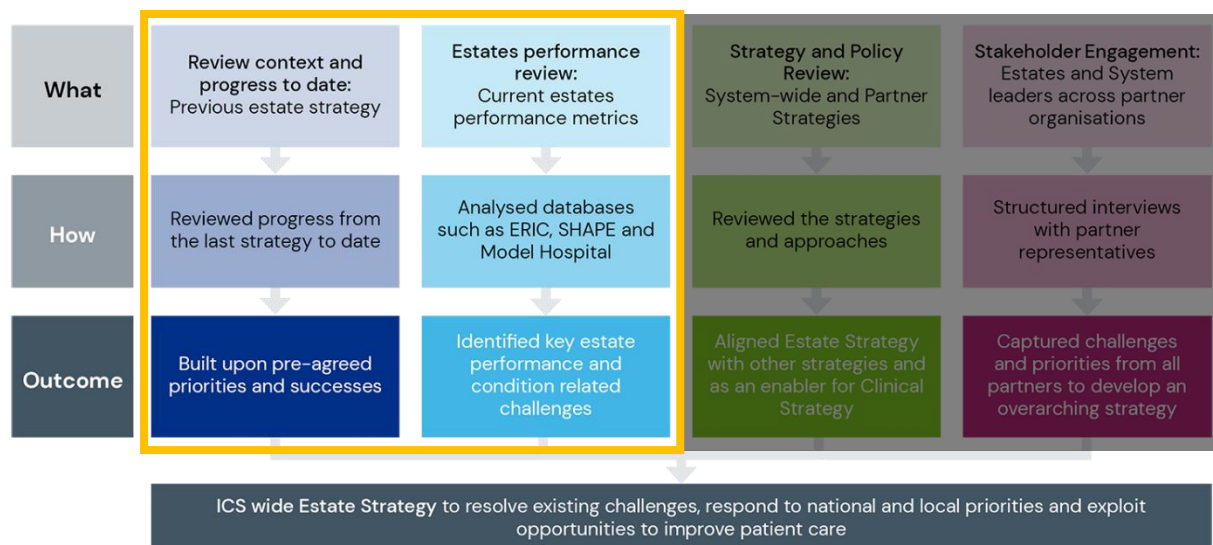 What
Review context and
progress to date:
Previous estate strategy
Estates performance
review:
Current estates
performance metrics
Strategy and Policy
Review:
System-wide and Partner
Strategies
Stakeholder Engagement:
Estates and System
leaders across partner
organisations
How
Reviewed progress from
the last strategy to date
Analysed databases
such as ERIC, SHAPE and
Model Hospital
Reviewed the strategies
and approaches
Structured interviews
with partner
representatives
Outcome
Built upon pre-agreed
priorities and successes
Identified key estate
performance and
condition related
challenges
Aligned Estate Strategy
with other strategies and
as an enabler for Clinical
Strategy
Captured challenges
and priorities from all
partners to develop an
overarching strategy
ICS wide Estate Strategy to resolve existing challenges, respond to national and local priorities and exploit
opportunities to improve patient care